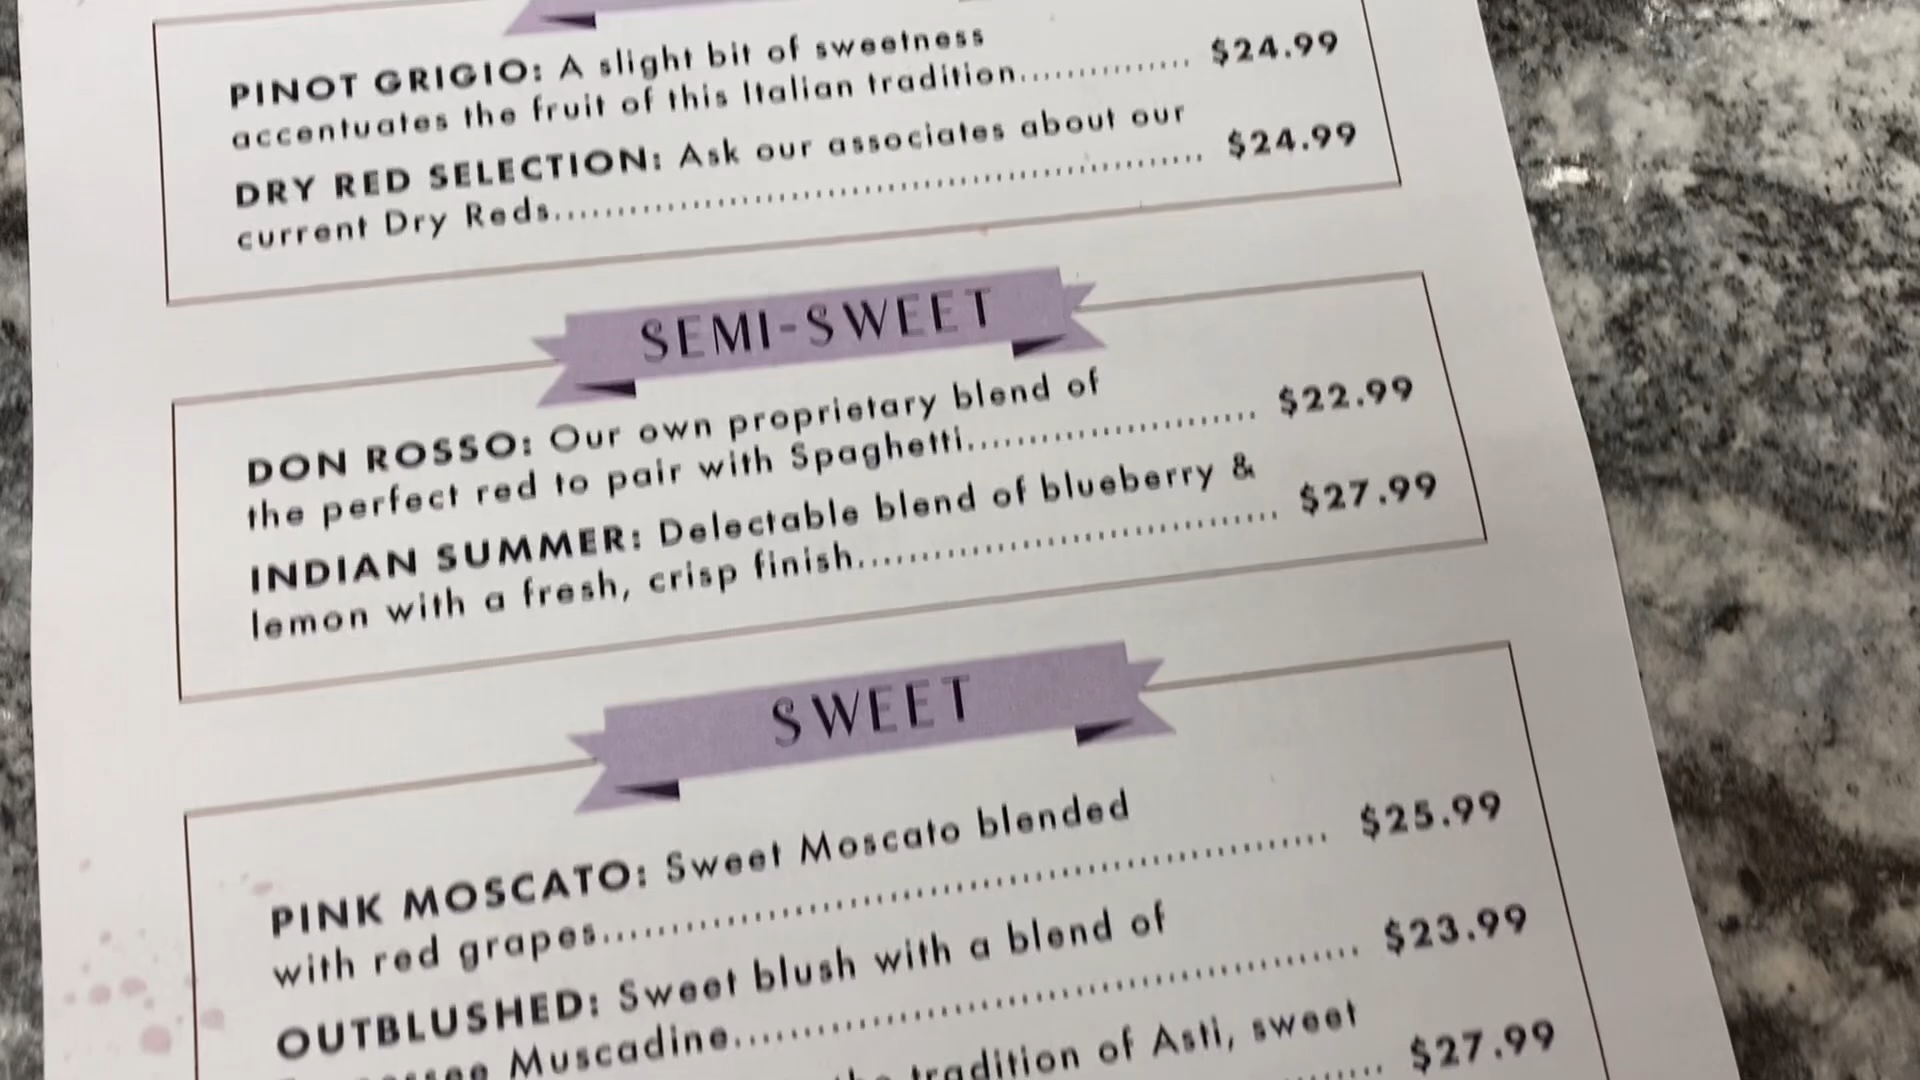 PINOT GRIGIO: A slight bit of sweetness
accentuates the fruit of this Italian tradition............... $24.99
DRY RED SELECTION: Ask our associates about our
current Dry Reds.................................................... $24.99
SEMI-SWEET
DON ROSSO: Our own proprietary blend of
the perfect red to pair with Spaghetti....................... $22.99
INDIAN SUMMER: Delectable blend of blueberry &
lemon with a fresh, crisp finish................................. $27.99
SWEET
PINK MOSCATO: Sweet Moscato blended
with red grapes........................................................ $25.99
OUTBLUSHED: Sweet blush with a blend of
Muscadine................................................ $23.99
tradition of Asti, sweet
$27.99